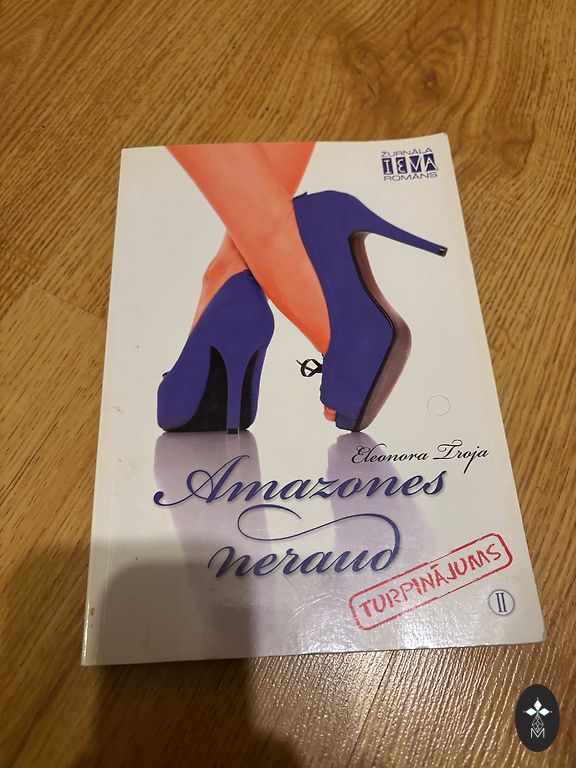 ŽURNĀLA
IEVA
ROMĀNS
Eleonora Troja
Amazones
neraud
TURPINĀJUMS
II
M